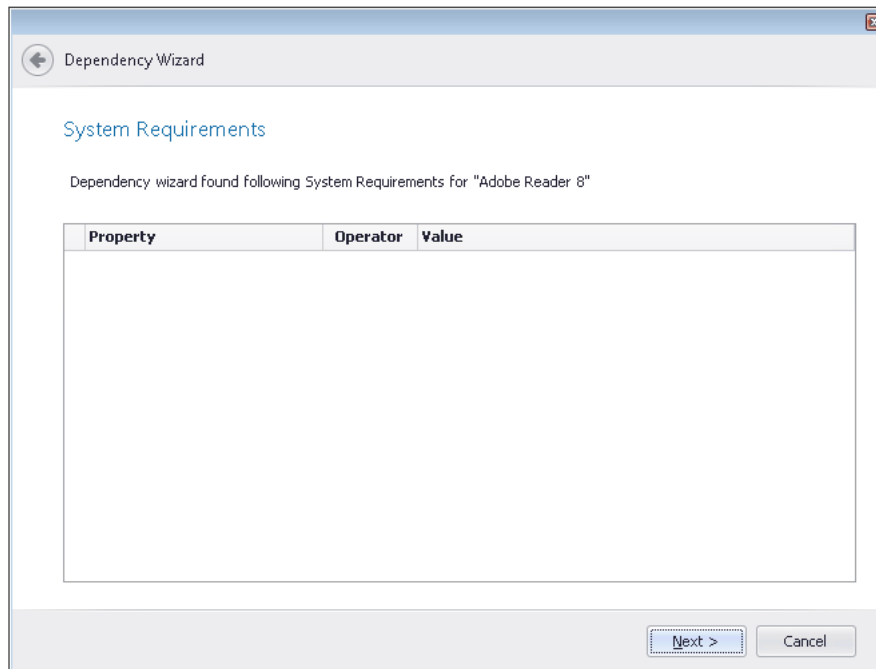 Dependency Wizard
System Requirements
Dependency wizard found following System Requirements for "Adobe Reader 8"
Property Operator Value
Next > Cancel